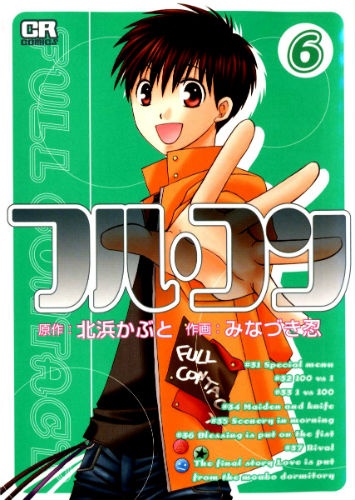 CR
COMICS
6
FULL CONTACT
フル・コン
原作:北浜かぶと 作画:みなづき忍
FULL
CONTAC
#31 Special menu
#32 100 vs 1
#33 1 vs 100
#34 Maiden and knife
#35 Scenery in morning
#36 Blessing is put on the fist
#37 Rival
The final story Love is put
from the moabo dormitory